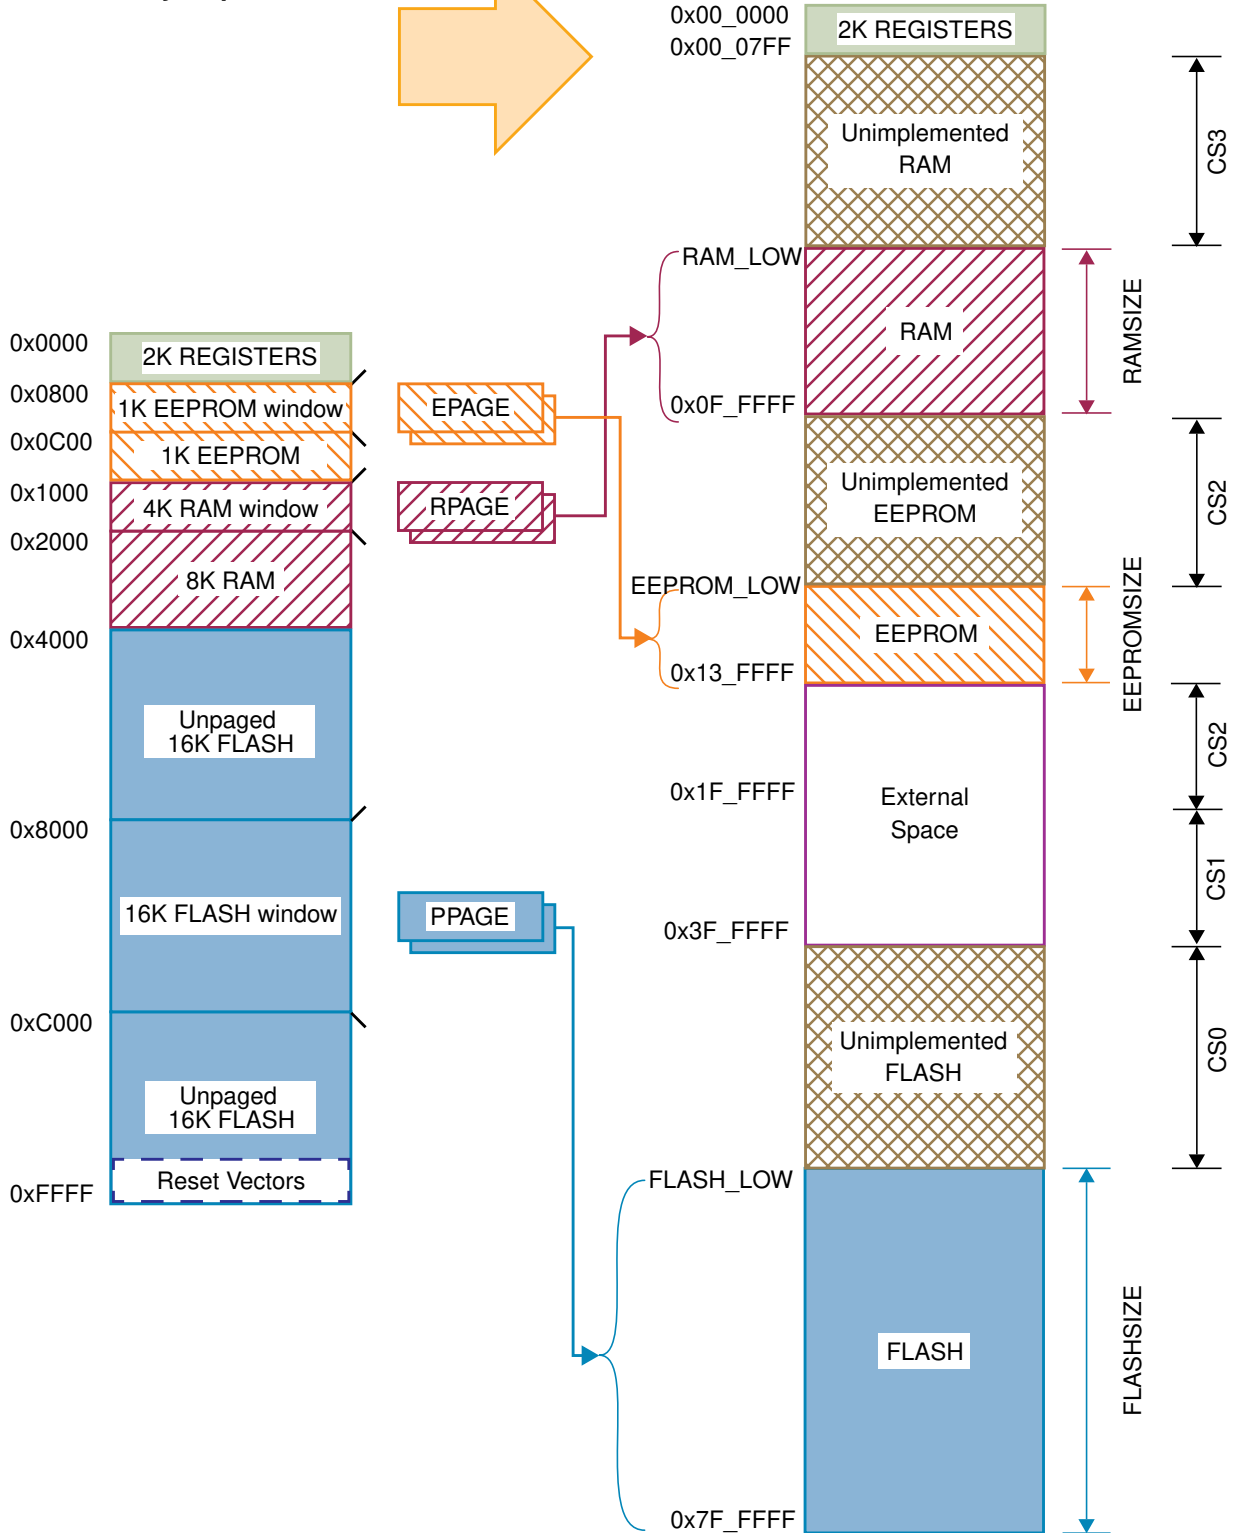 0x0000
2K REGISTERS
0x0800
1K EEPROM window
0x0C00
1K EEPROM
0x1000
4K RAM window
0x2000
8K RAM
0x4000
Unpaged
16K FLASH
0x8000
16K FLASH window
0xC000
Unpaged
16K FLASH
Reset Vectors
0xFFFF
EPAGE
RPAGE
PPAGE
0x00_0000
0x00_07FF
2K REGISTERS
Unimplemented
RAM
RAM_LOW
RAM
0x0F_FFFF
Unimplemented
EEPROM
EEPROM_LOW
EEPROM
0x13_FFFF
0x1F_FFFF
External
Space
0x3F_FFFF
Unimplemented
FLASH
FLASH_LOW
FLASH
0x7F_FFFF
RAMSIZE
EEPROMSIZE
FLASHSIZE
CS3
CS2
CS2
CS1
CS0